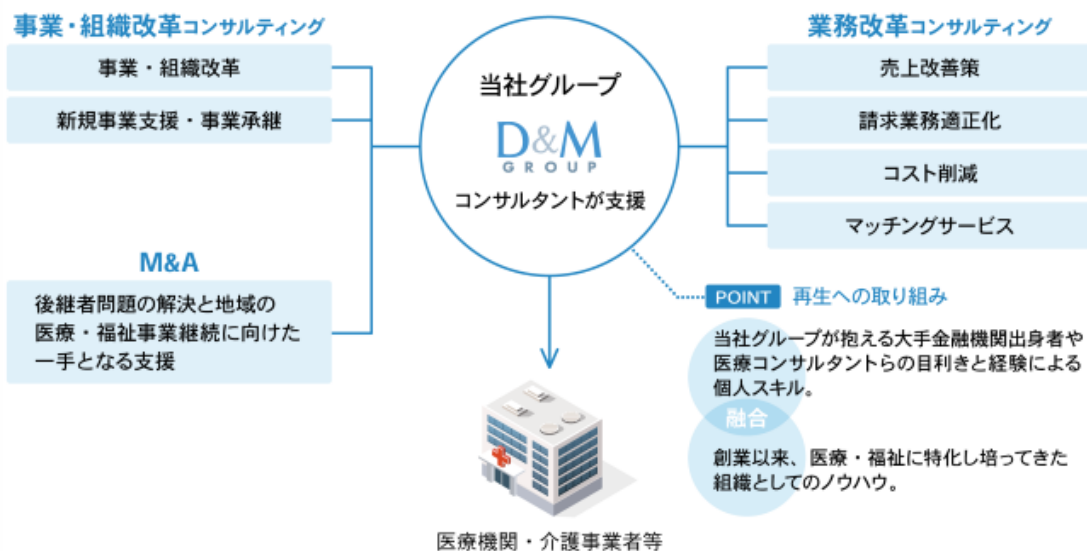 事業・組織改革コンサルティング
事業・組織改革
新規事業支援・事業承継
M&A
後継者問題の解決と地域の
医療・福祉事業継続に向けた
一手となる支援
当社グループ
D&M
GROUP
コンサルタントが支援
業務改革コンサルティング
売上改善策
請求業務適正化
コスト削減
マッチングサービス
POINT 再生への取り組み
当社グループが抱える大手金融機関出身者や
医療コンサルタントらの目利きと経験による
個人スキル。
融合
創業以来、医療・福祉に特化し培ってきた
組織としてのノウハウ。
医療機関・介護事業者等